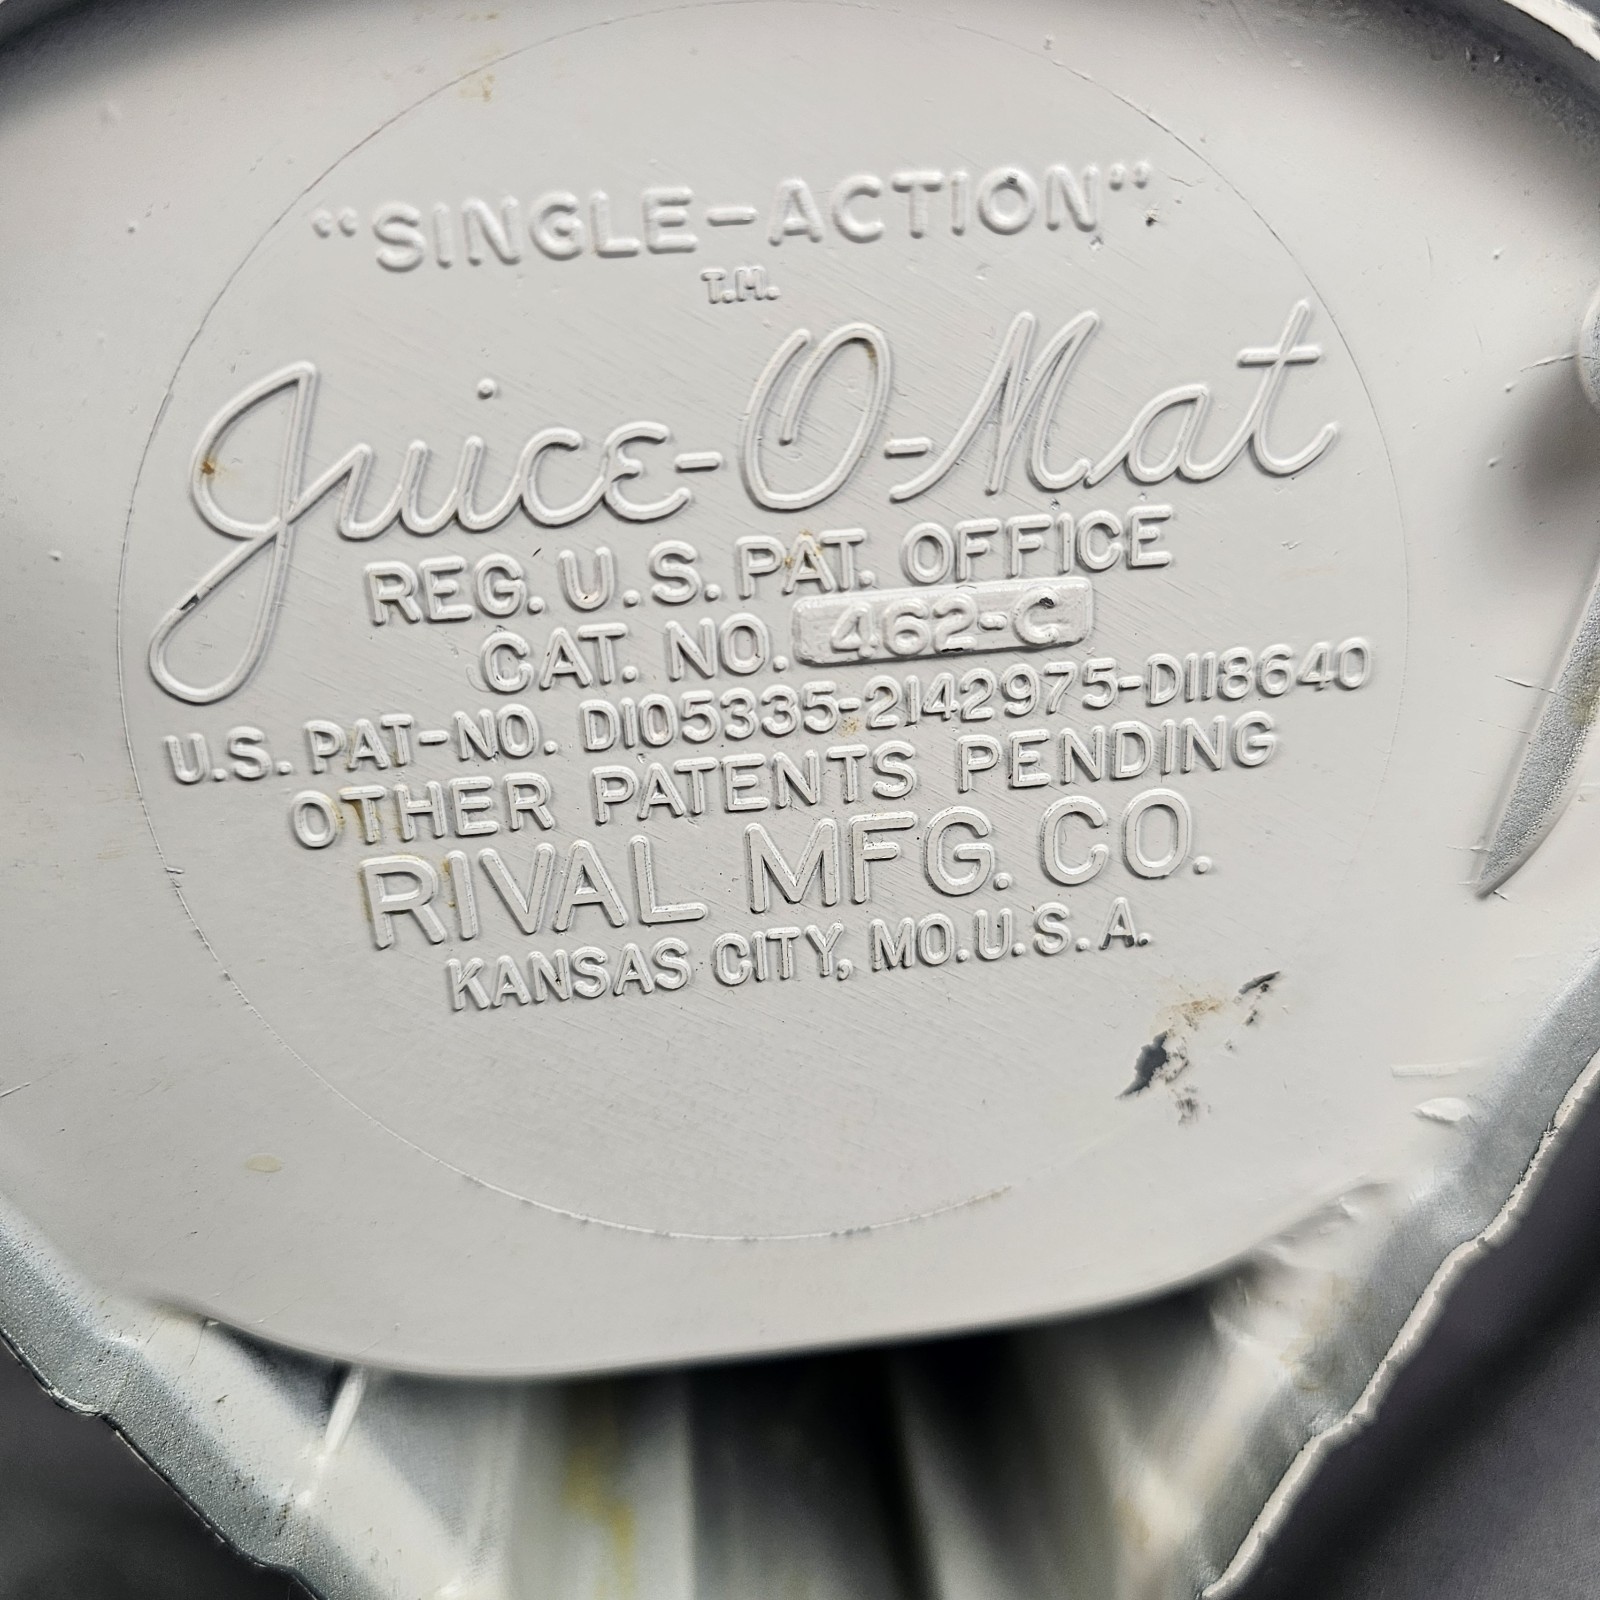 "SINGLE-ACTION"
T.M.
Juice-O-Mat
REG. U.S. PAT. OFFICE
CAT. NO. 462-C
U.S. PAT-NO. D105335-2142975-D118640
OTHER PATENTS PENDING
RIVAL MFG. CO.
KANSAS CITY, MO. U.S.A.